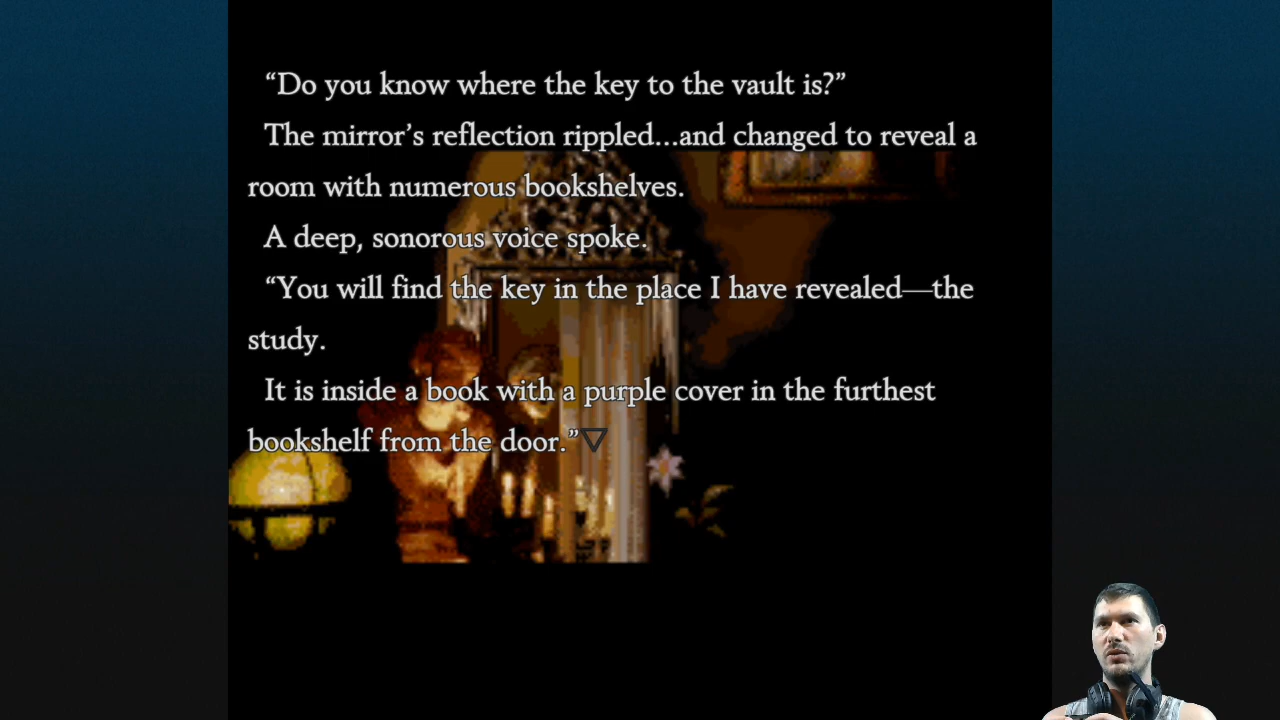 “Do you know where the key to the vault is?”
The mirror’s reflection rippled...and changed to reveal a
room with numerous bookshelves.
A deep, sonorous voice spoke.
“You will find the key in the place I have revealed—the
study.
It is inside a book with a purple cover in the furthest
bookshelf from the door.”